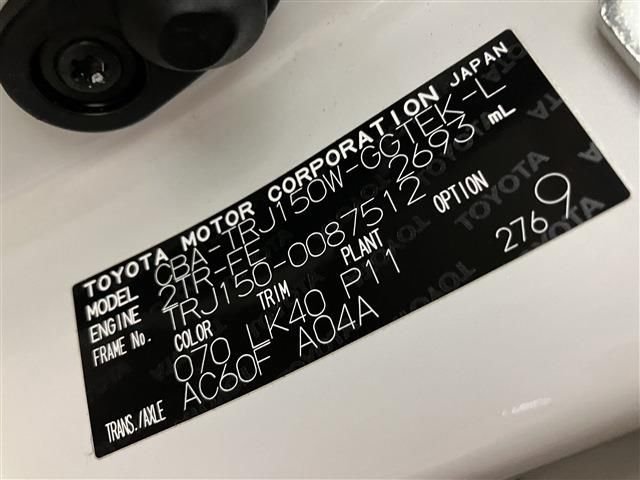 TOYOTA MOTOR CORPORATION JAPAN
MODEL CBA-TRJ150W-GGTEK-L
ENGINE 2TR-FE 2693 mL
FRAME No. TRJ150-0087512
COLOR TRIM PLANT OPTION
070 LK40 P11 276 9
TRANS./AXLE AC60F A04A